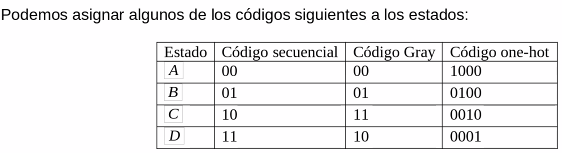 Podemos asignar algunos de los códigos siguientes a los estados:
Estado Código secuencial Código Gray Código one-hot
A 00 00 1000
B 01 01 0100
C 10 11 0010
D 11 10 0001